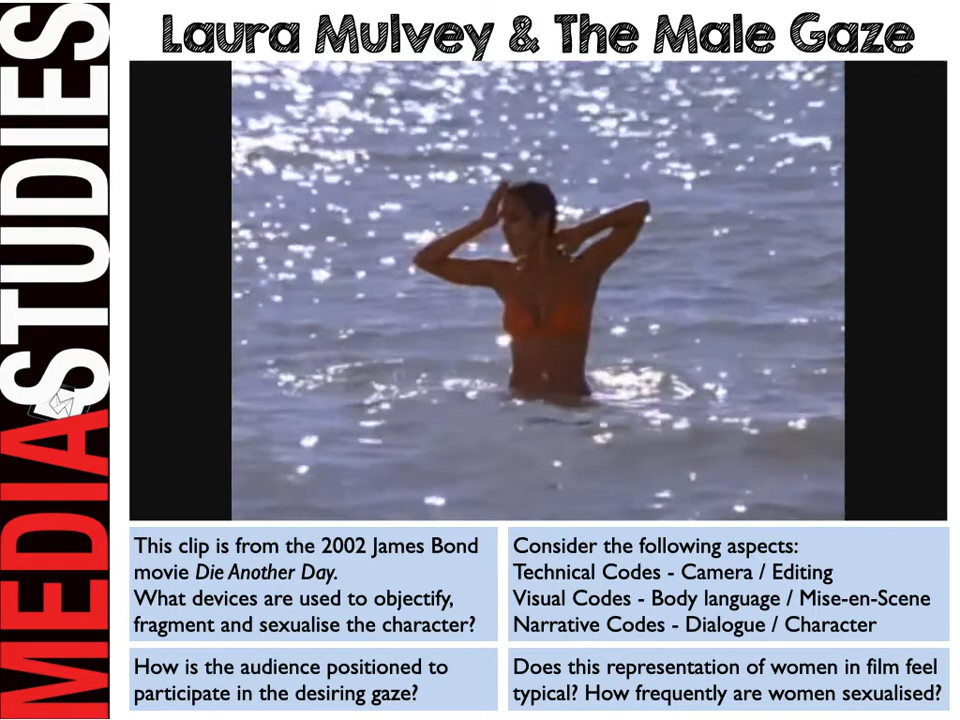 Laura Mulvey & The Male Gaze
MEDIASTUDIES
This clip is from the 2002 James Bond
movie Die Another Day.
What devices are used to objectify,
fragment and sexualise the character?
Consider the following aspects:
Technical Codes - Camera / Editing
Visual Codes - Body language / Mise-en-Scene
Narrative Codes - Dialogue / Character
How is the audience positioned to
participate in the desiring gaze?
Does this representation of women in film feel
typical? How frequently are women sexualised?